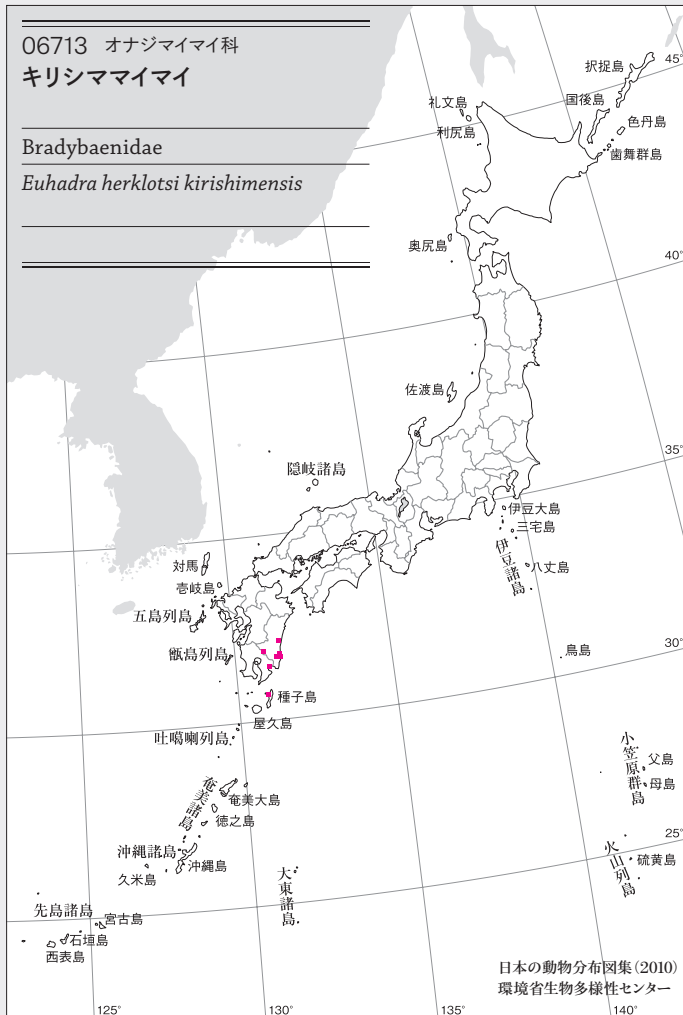 06713 オナジマイマイ科
キリシママイマイ
Bradybaenidae
Euhadra herklotsi kirishimensis
択捉島
45°
国後島
礼文島
色丹島
利尻島
歯舞群島
奥尻島
40°
佐渡島
35°
隠岐諸島
伊豆大島
三宅島
伊豆諸島
八丈島
対馬
壱岐島
五島列島
甑島列島
鳥島
30°
種子島
屋久島
吐噶喇列島
小笠原群島
父島
母島
奄美諸島
奄美大島
徳之島
25°
沖縄諸島
沖縄島
火山列島
硫黄島
久米島
大東諸島
先島諸島
宮古島
石垣島
西表島
日本の動物分布図集(2010)
環境省生物多様性センター
125°
130°
135°
140°